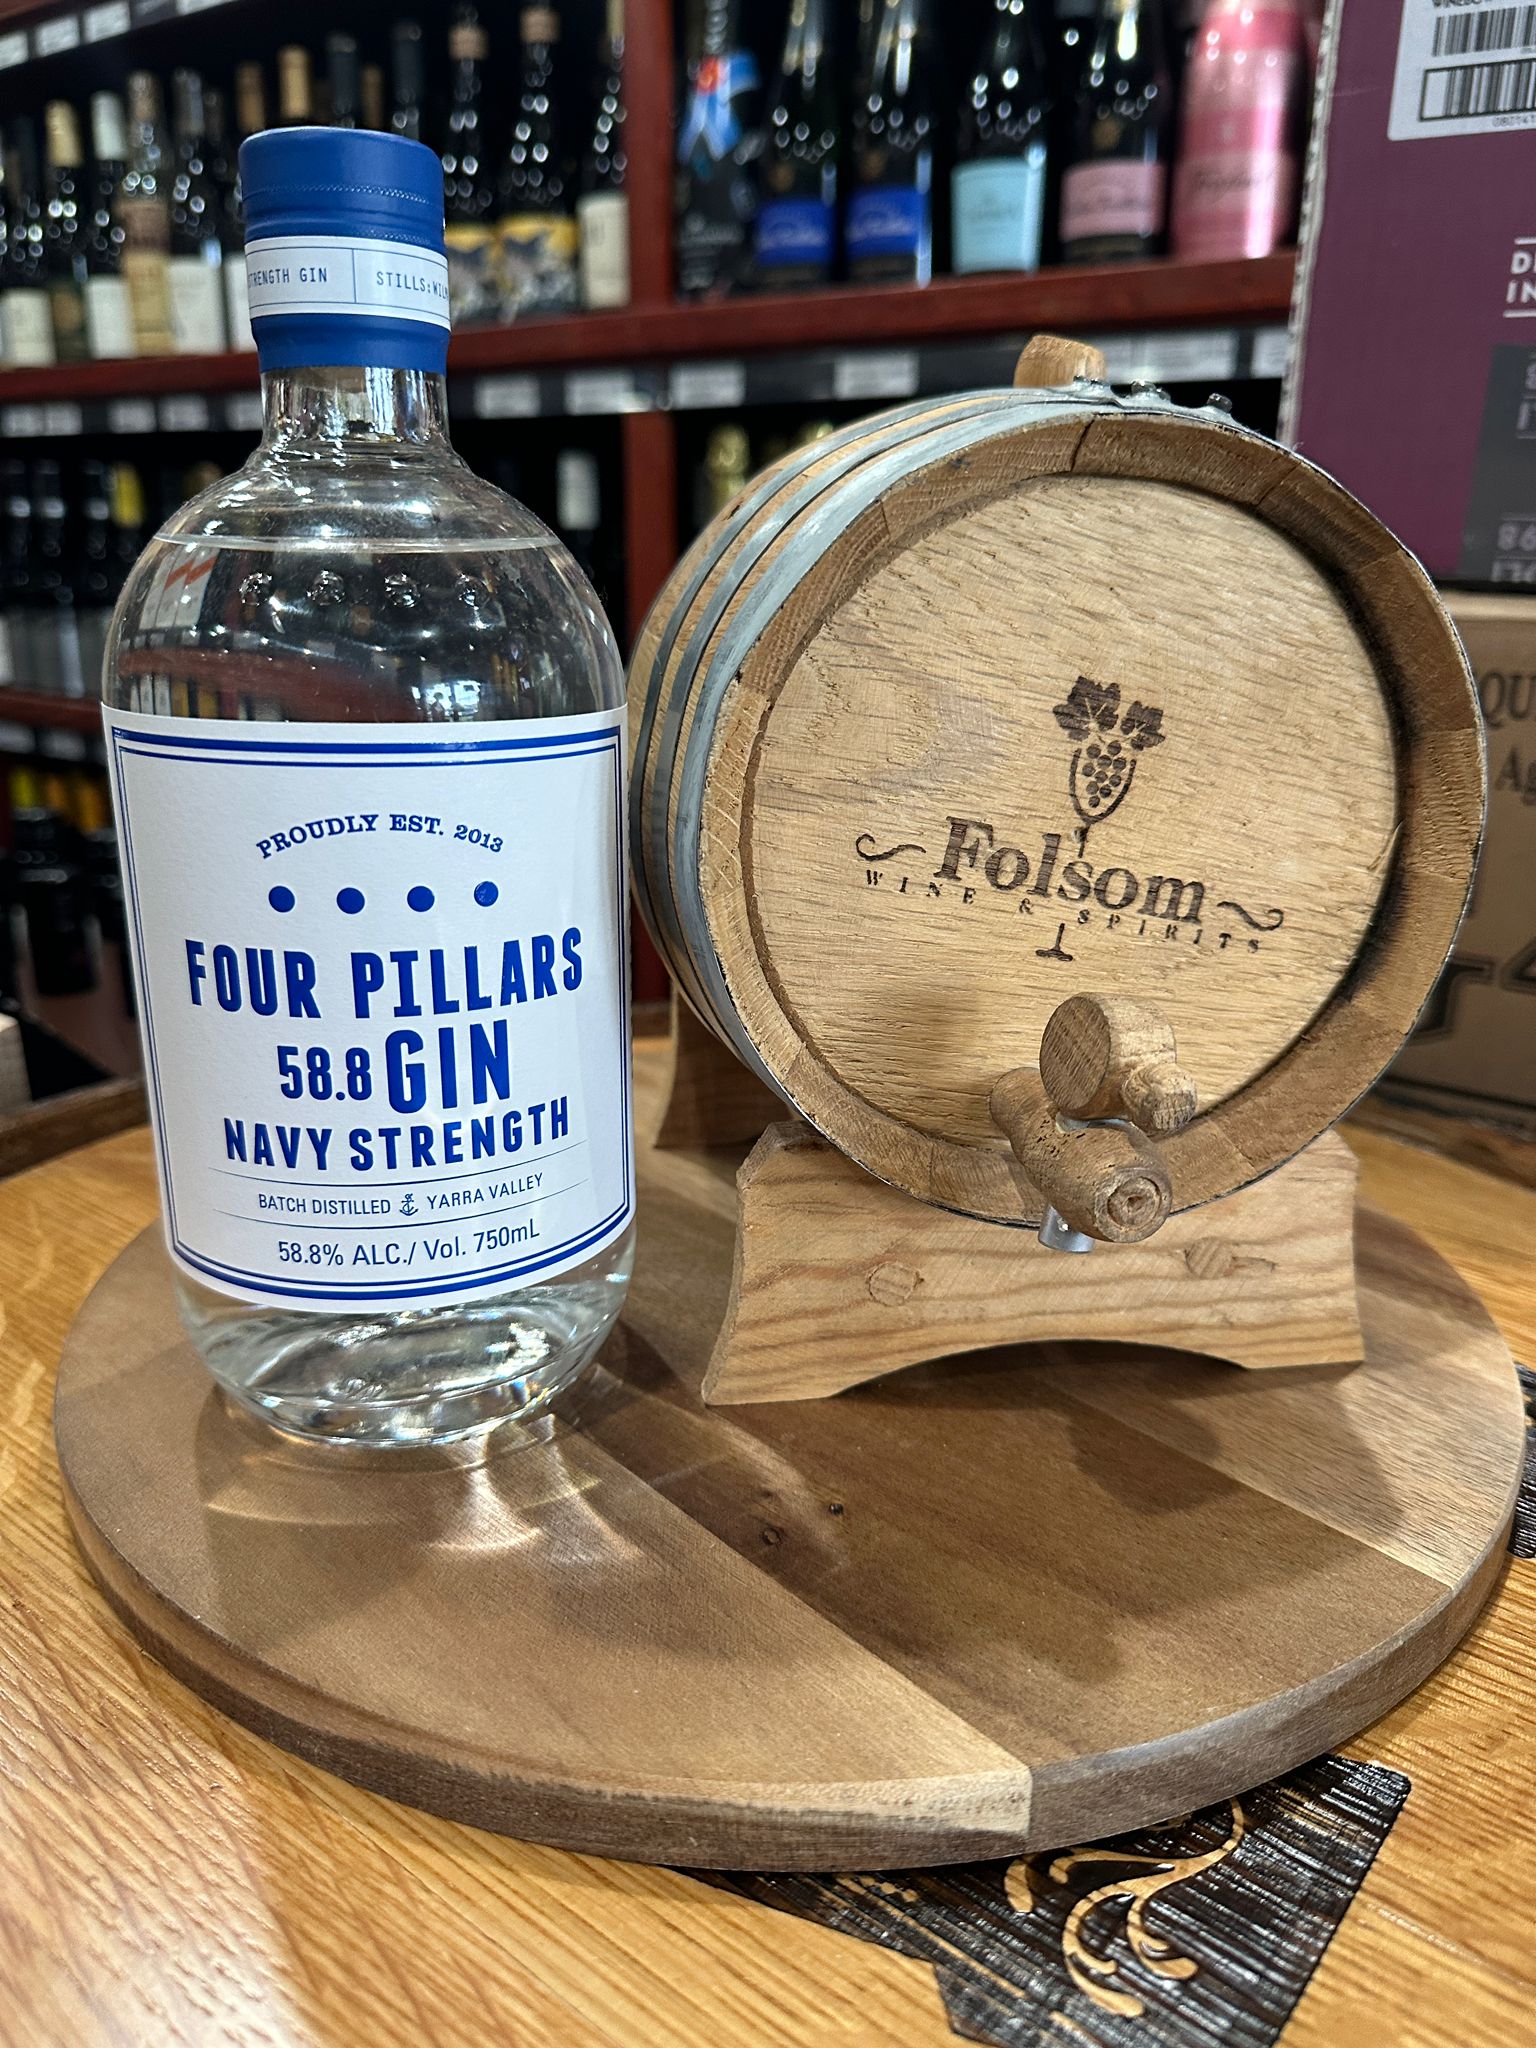 STRENGTH GIN
STILLS:
PROUDLY EST. 2013
FOUR PILLARS
58.8 GIN
NAVY STRENGTH
BATCH DISTILLED YARRA VALLEY
58.8% ALC./ Vol. 750mL
Folsom
WINE & SPIRITS